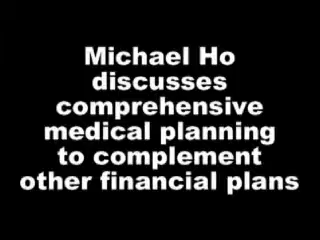 Michael Ho
discusses
comprehensive
medical planning
to complement
other financial plans